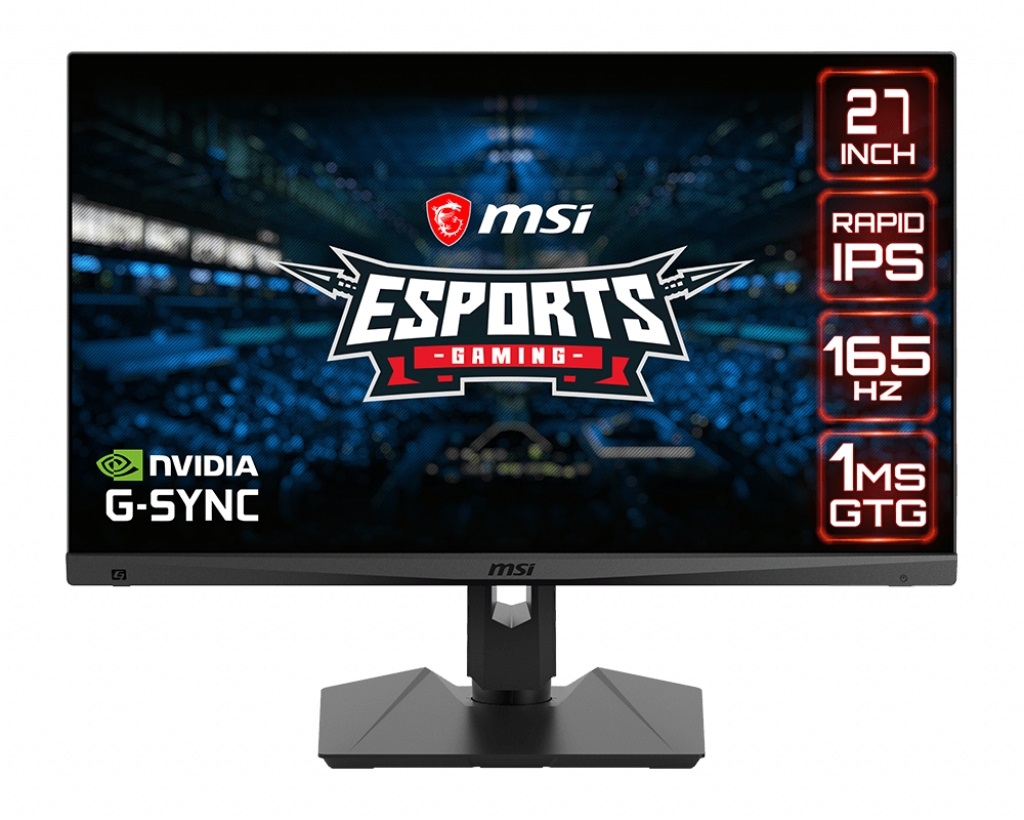 msi
ESPORTS
-GAMING-
27
INCH
RAPID
IPS
165
HZ
1MS
GTG
NVIDIA
G-SYNC
G
msi